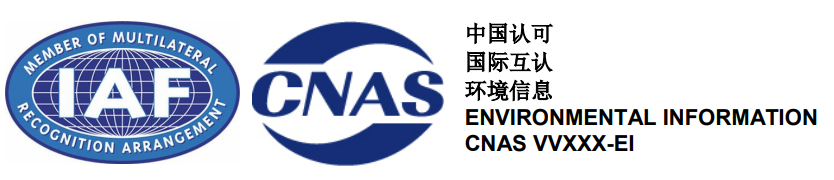 MEMBER OF MULTILATERAL
IAF
RECOGNITION ARRANGEMENT
CNAS
中国认可
国际互认
环境信息
ENVIRONMENTAL INFORMATION
CNAS VVXXX-EI